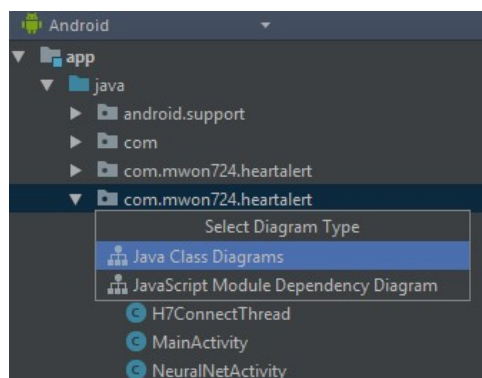 Android
app
java
android.support
com
com.mwon724.heartalert
com.mwon724.heartalert
Select Diagram Type
Java Class Diagrams
JavaScript Module Dependency Diagram
H7ConnectThread
MainActivity
NeuralNetActivity